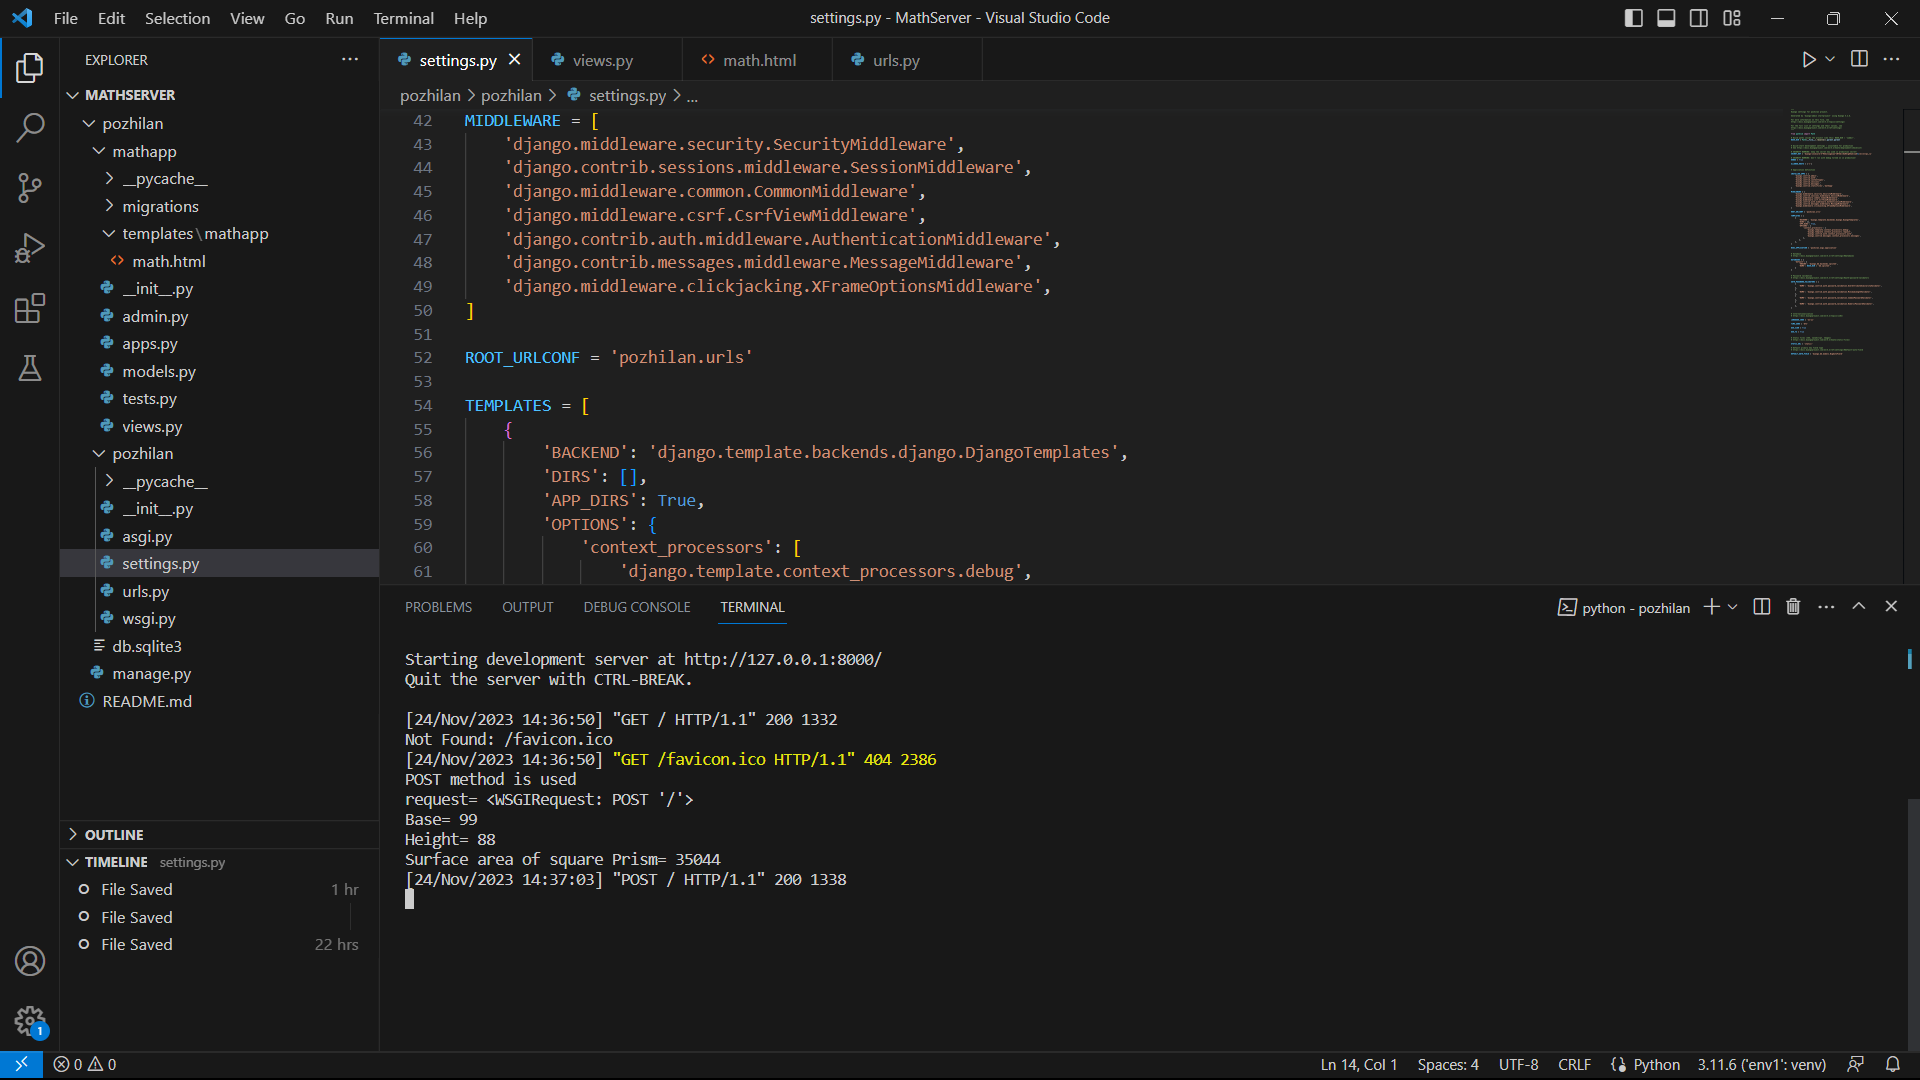 File Edit Selection View Go Run Terminal Help
settings.py - MathServer - Visual Studio Code
EXPLORER
MATHSERVER
pozhilan
mathapp
__pycache__
migrations
templates\mathapp
math.html
__init__.py
admin.py
apps.py
models.py
tests.py
views.py
pozhilan
__pycache__
__init__.py
asgi.py
settings.py
urls.py
wsgi.py
db.sqlite3
manage.py
README.md
OUTLINE
TIMELINE settings.py
File Saved 1 hr
File Saved
File Saved 22 hrs
1
settings.py views.py math.html urls.py
pozhilan > pozhilan > settings.py > ...
42 MIDDLEWARE = [
43 'django.middleware.security.SecurityMiddleware',
44 'django.contrib.sessions.middleware.SessionMiddleware',
45 'django.middleware.common.CommonMiddleware',
46 'django.middleware.csrf.CsrfViewMiddleware',
47 'django.contrib.auth.middleware.AuthenticationMiddleware',
48 'django.contrib.messages.middleware.MessageMiddleware',
49 'django.middleware.clickjacking.XFrameOptionsMiddleware',
50 ]
51
52 ROOT_URLCONF = 'pozhilan.urls'
53
54 TEMPLATES = [
55 {
56 'BACKEND': 'django.template.backends.django.DjangoTemplates',
57 'DIRS': [],
58 'APP_DIRS': True,
59 'OPTIONS': {
60 'context_processors': [
61 'django.template.context_processors.debug',
PROBLEMS OUTPUT DEBUG CONSOLE TERMINAL
python - pozhilan
Starting development server at http://127.0.0.1:8000/
Quit the server with CTRL-BREAK.
[24/Nov/2023 14:36:50] "GET / HTTP/1.1" 200 1332
Not Found: /favicon.ico
[24/Nov/2023 14:36:50] "GET /favicon.ico HTTP/1.1" 404 2386
POST method is used
request= <WSGIRequest: POST '/'>
Base= 99
Height= 88
Surface area of square Prism= 35044
[24/Nov/2023 14:37:03] "POST / HTTP/1.1" 200 1338
0 0
Ln 14, Col 1 Spaces: 4 UTF-8 CRLF Python 3.11.6 ('env1': venv)